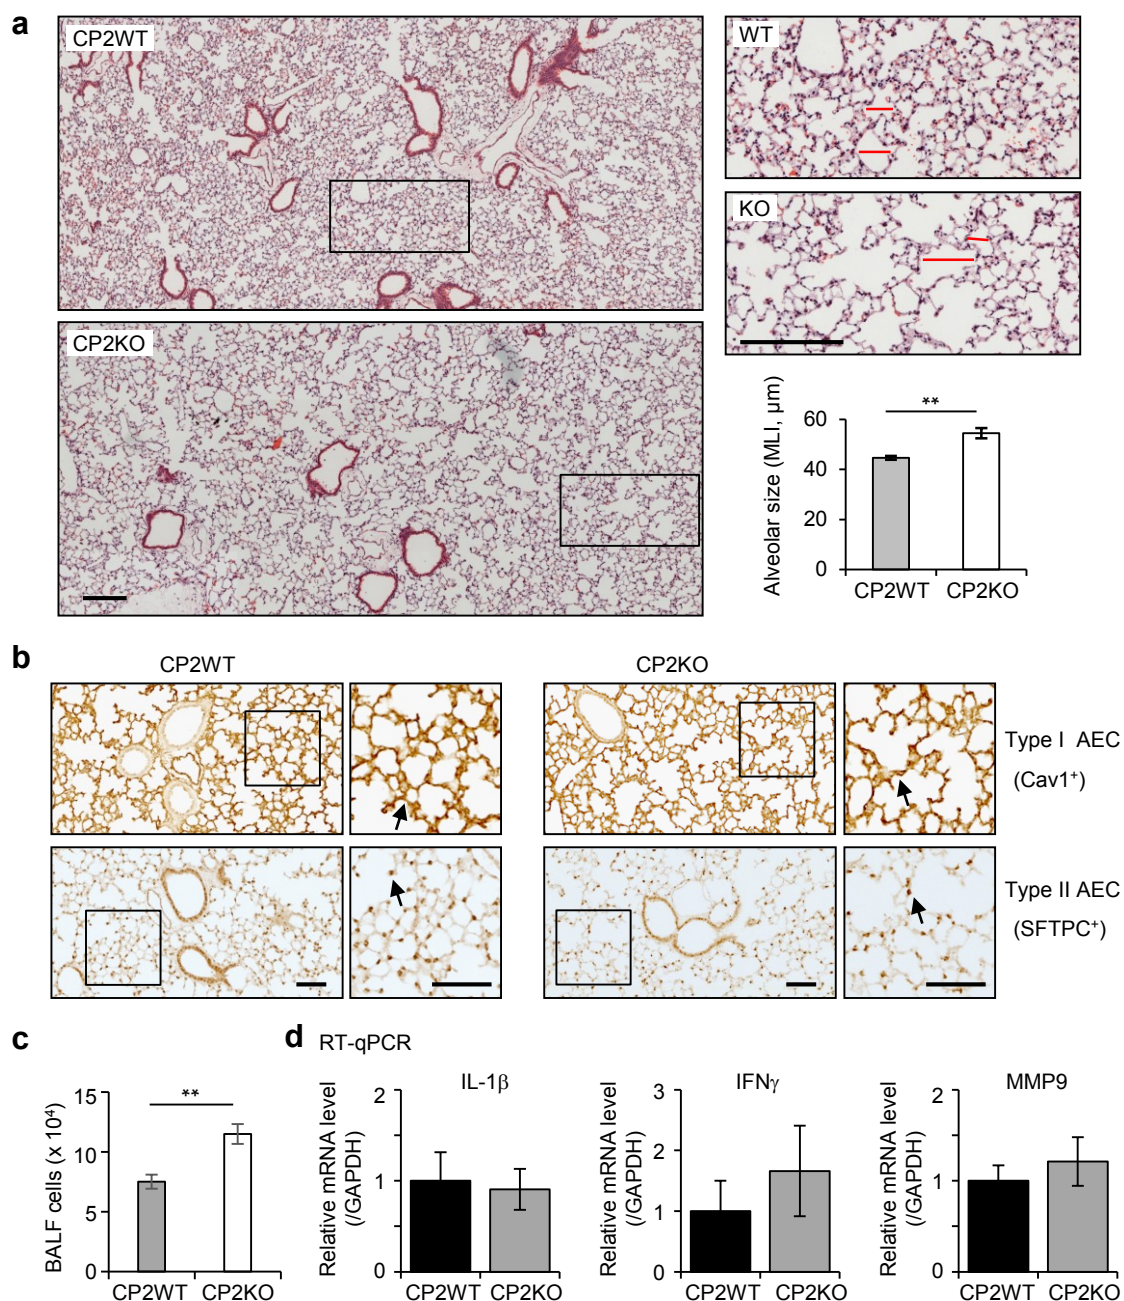 a
CP2WT
WT
KO
CP2KO
Alveolar size (MLI, μm)
60
40
20
0
**
CP2WT CP2KO
b
CP2WT CP2KO
Type I AEC
(Cav1⁺)
Type II AEC
(SFTPC⁺)
c
BALF cells (x 10⁴)
15
10
5
0
**
CP2WT CP2KO
d RT-qPCR
IL-1β
Relative mRNA level
(/GAPDH)
2
1
0
CP2WT CP2KO
IFNγ
Relative mRNA level
(/GAPDH)
3
2
1
0
CP2WT CP2KO
MMP9
Relative mRNA level
(/GAPDH)
2
1
0
CP2WT CP2KO